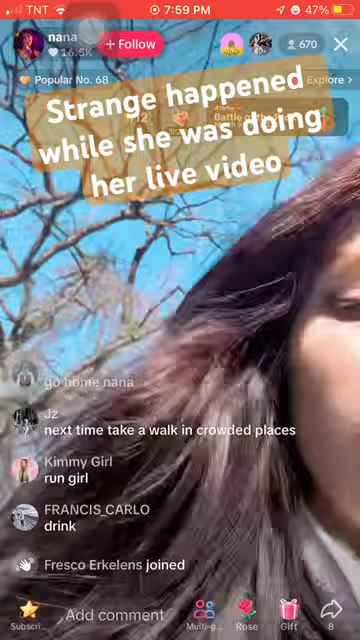 TNT
7:59 PM
47%
nana
16.5K
+ Follow
670
Popular No. 68
Explore >
Strange happened
while she was doing
her live video
go home nana
Jz
next time take a walk in crowded places
Kimmy Girl
run girl
FRANCIS_CARLO
drink
Fresco Erkelens joined
Subscri...
Add comment
Multi-g...
Rose
Gift
8